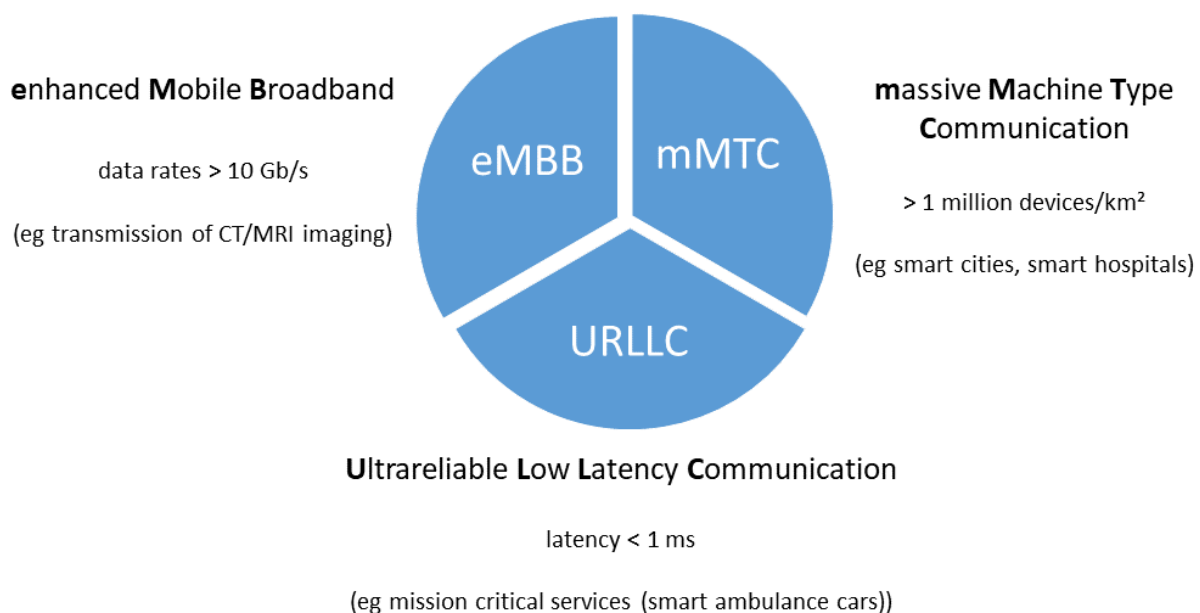 enhanced Mobile Broadband
data rates > 10 Gb/s
(eg transmission of CT/MRI imaging)
eMBB
mMTC
massive Machine Type
Communication
> 1 million devices/km²
(eg smart cities, smart hospitals)
URLLC
Ultrareliable Low Latency Communication
latency < 1 ms
(eg mission critical services (smart ambulance cars))